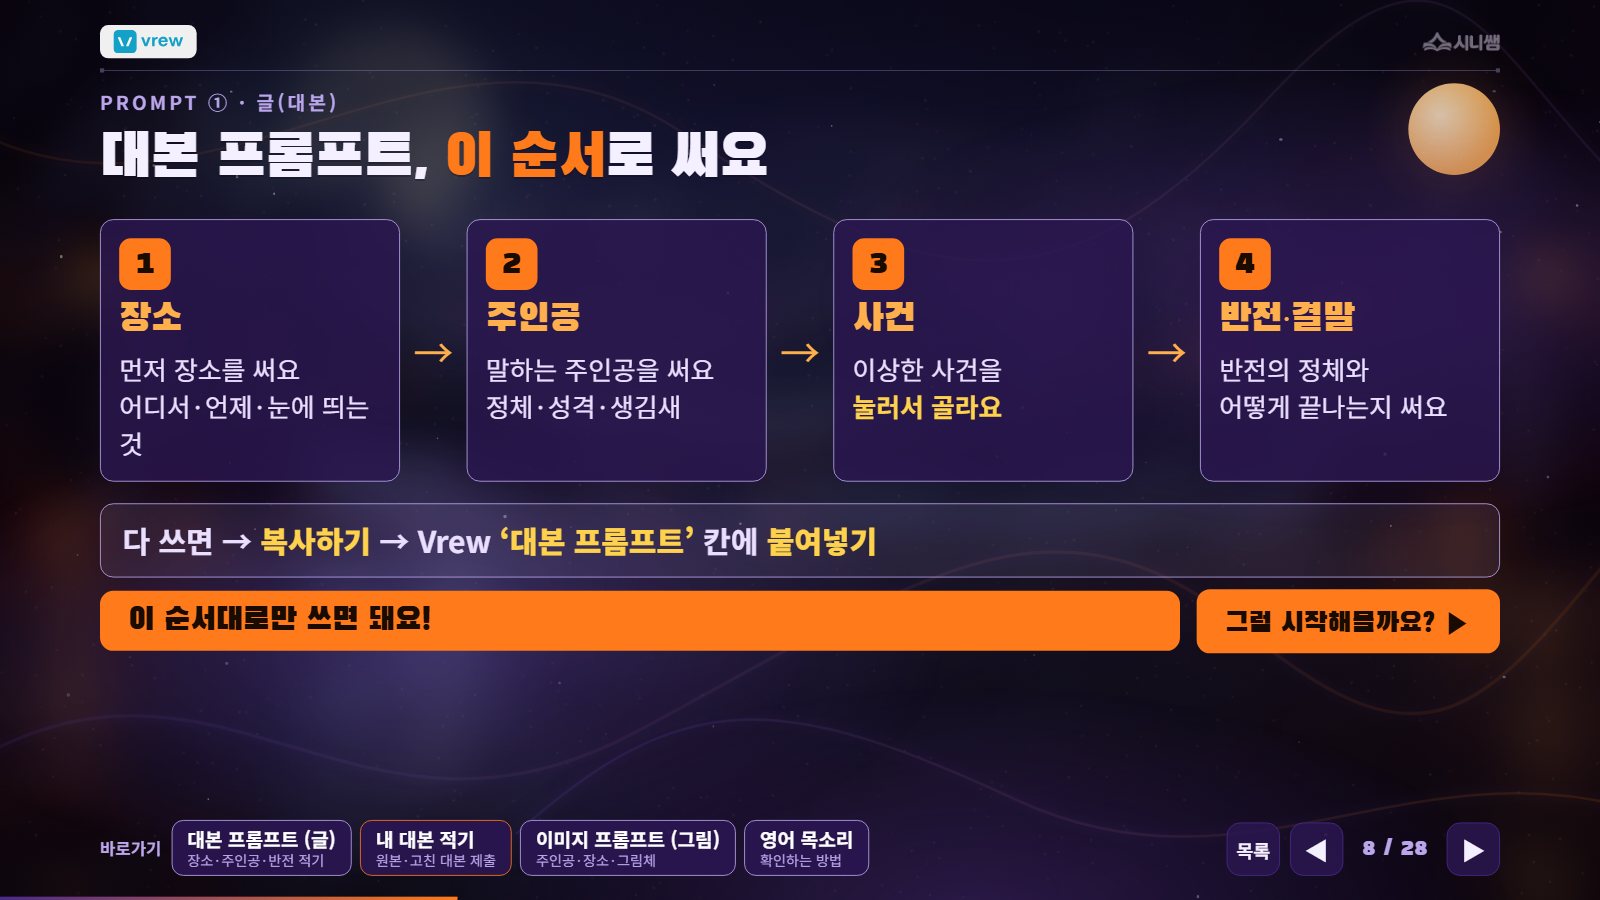 vrew
시니쌤
PROMPT ① · 글(대본)
대본 프롬프트, 이 순서로 써요
1
장소
먼저 장소를 써요
어디서·언제·눈에 띄는
것
→
2
주인공
말하는 주인공을 써요
정체·성격·생김새
→
3
사건
이상한 사건을
눌러서 골라요
→
4
반전·결말
반전의 정체와
어떻게 끝나는지 써요
다 쓰면 → 복사하기 → Vrew ‘대본 프롬프트’ 칸에 붙여넣기
이 순서대로만 쓰면 돼요!
그럼 시작해볼까요? ▶
바로가기
대본 프롬프트 (글)
장소·주인공·반전 적기
내 대본 적기
원본·고친 대본 제출
이미지 프롬프트 (그림)
주인공·장소·그림체
영어 목소리
확인하는 방법
목록
◀
8 / 28
▶